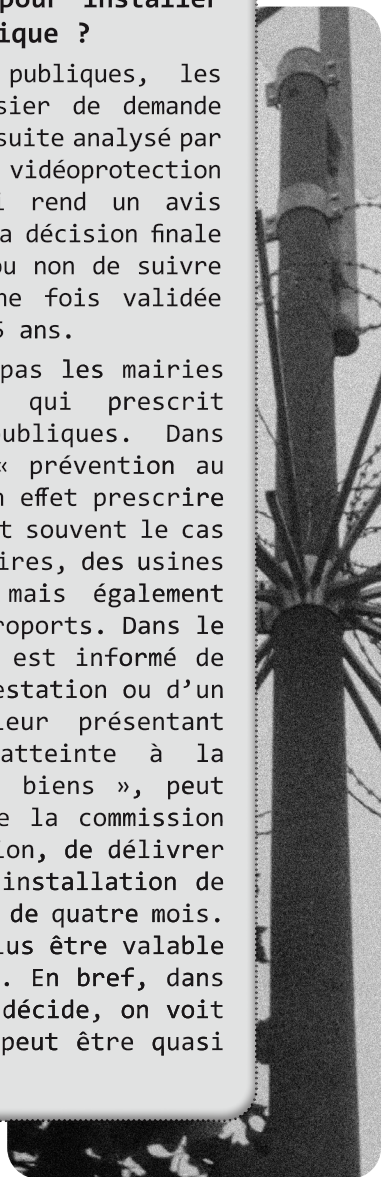 pour installer
ique ?
publiques, les
sier de demande
suite analysé par
vidéoprotection
i rend un avis
a décision finale
ou non de suivre
ne fois validée
5 ans.
pas les mairies
qui prescrit
publiques. Dans
« prévention au
n effet prescrire
t souvent le cas
ires, des usines
mais également
roports. Dans le
est informé de
estation ou d’un
leur présentant
atteinte à la
biens », peut
e la commission
ion, de délivrer
installation de
de quatre mois.
lus être valable
. En bref, dans
décide, on voit
peut être quasi